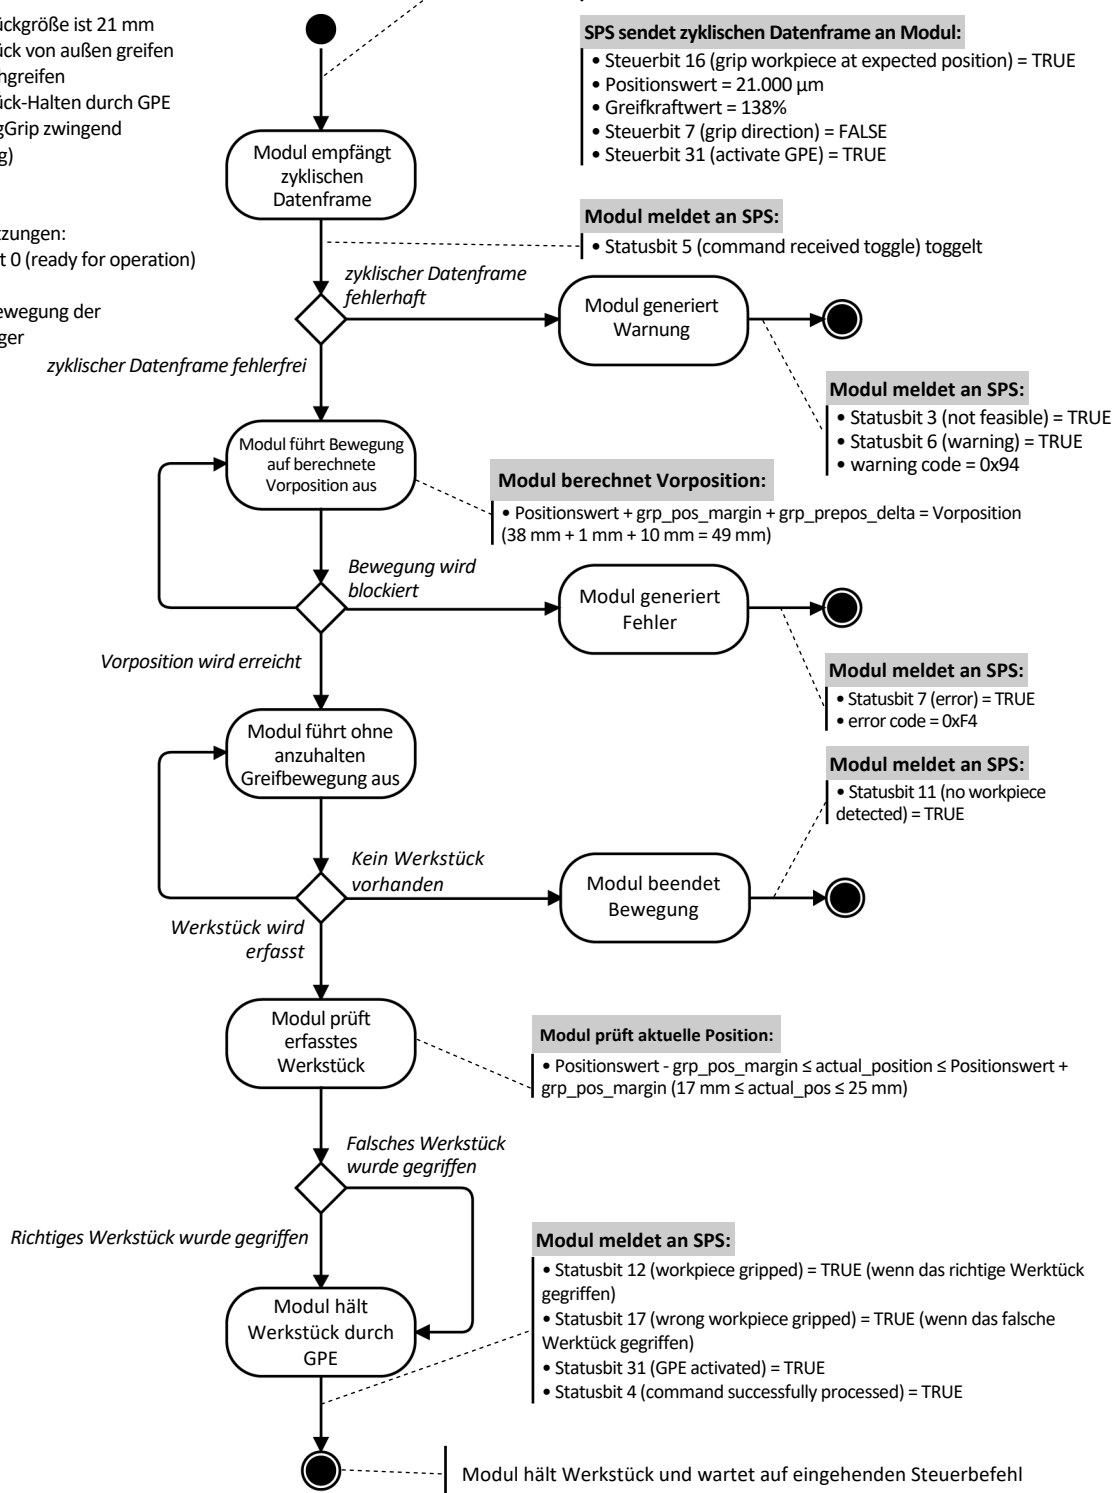 ückgröße ist 21 mm
ück von außen greifen
hgreifen
ück-Halten durch GPE
gGrip zwingend
g)
zungen:
t 0 (ready for operation)
ewegung der
ger
SPS sendet zyklischen Datenframe an Modul:
• Steuerbit 16 (grip workpiece at expected position) = TRUE
• Positionswert = 21.000 µm
• Greifkraftwert = 138%
• Steuerbit 7 (grip direction) = FALSE
• Steuerbit 31 (activate GPE) = TRUE
Modul empfängt
zyklischen
Datenframe
Modul meldet an SPS:
• Statusbit 5 (command received toggle) toggelt
zyklischer Datenframe
fehlerhaft
Modul generiert
Warnung
zyklischer Datenframe fehlerfrei
Modul meldet an SPS:
• Statusbit 3 (not feasible) = TRUE
• Statusbit 6 (warning) = TRUE
• warning code = 0x94
Modul führt Bewegung
auf berechnete
Vorposition aus
Modul berechnet Vorposition:
• Positionswert + grp_pos_margin + grp_prepos_delta = Vorposition
(38 mm + 1 mm + 10 mm = 49 mm)
Bewegung wird
blockiert
Modul generiert
Fehler
Vorposition wird erreicht
Modul meldet an SPS:
• Statusbit 7 (error) = TRUE
• error code = 0xF4
Modul führt ohne
anzuhalten
Greifbewegung aus
Modul meldet an SPS:
• Statusbit 11 (no workpiece
detected) = TRUE
Kein Werkstück
vorhanden
Modul beendet
Bewegung
Werkstück wird
erfasst
Modul prüft
erfasstes
Werkstück
Modul prüft aktuelle Position:
• Positionswert - grp_pos_margin ≤ actual_position ≤ Positionswert +
grp_pos_margin (17 mm ≤ actual_pos ≤ 25 mm)
Falsches Werkstück
wurde gegriffen
Richtiges Werkstück wurde gegriffen
Modul meldet an SPS:
• Statusbit 12 (workpiece gripped) = TRUE (wenn das richtige Werktück
gegriffen)
• Statusbit 17 (wrong workpiece gripped) = TRUE (wenn das falsche
Werktück gegriffen)
• Statusbit 31 (GPE activated) = TRUE
• Statusbit 4 (command successfully processed) = TRUE
Modul hält
Werkstück durch
GPE
Modul hält Werkstück und wartet auf eingehenden Steuerbefehl